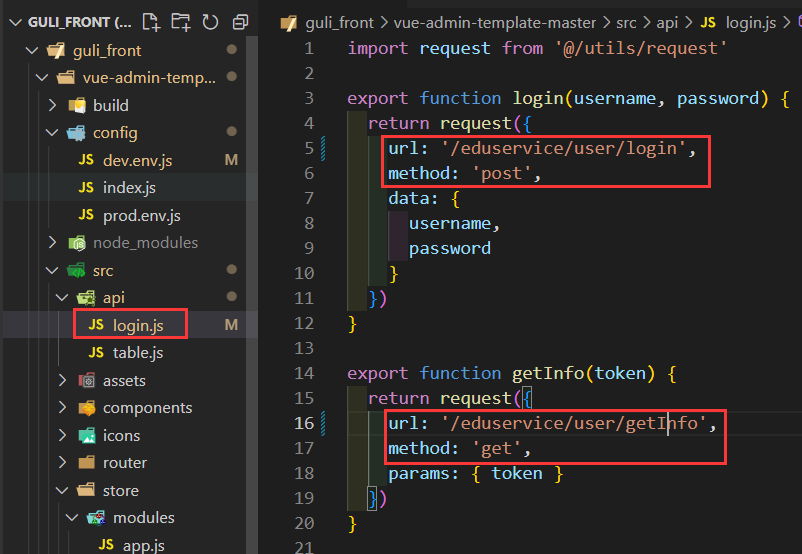 GULI_FRONT (...
guli_front
vue-admin-temp...
build
config
JS dev.env.js M
JS index.js
JS prod.env.js
node_modules
src
api
JS login.js M
JS table.js
assets
components
icons
router
store
modules
JS app.js
guli_front > vue-admin-template-master > src > api > JS login.js >
1 import request from '@/utils/request'
2
3 export function login(username, password) {
4 return request({
5 url: '/eduservice/user/login',
6 method: 'post',
7 data: {
8 username,
9 password
10 }
11 })
12 }
13
14 export function getInfo(token) {
15 return request({
16 url: '/eduservice/user/getInfo',
17 method: 'get',
18 params: { token }
19 })
20 }
21